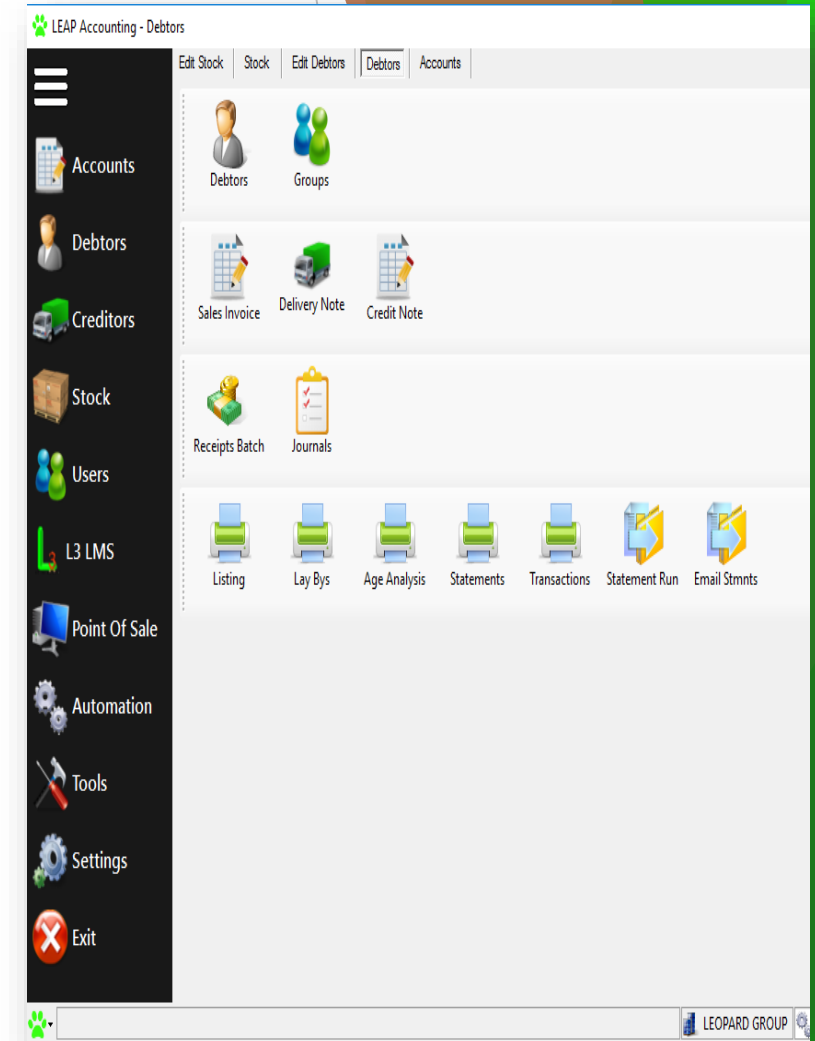 LEAP Accounting - Debtors
Edit Stock Stock Edit Debtors Debtors Accounts
Accounts
Debtors
Creditors
Stock
Users
L3 LMS
Point Of Sale
Automation
Tools
Settings
Exit
Debtors Groups
Sales Invoice Delivery Note Credit Note
Receipts Batch Journals
Listing Lay Bys Age Analysis Statements Transactions Statement Run Email Stmnts
LEOPARD GROUP